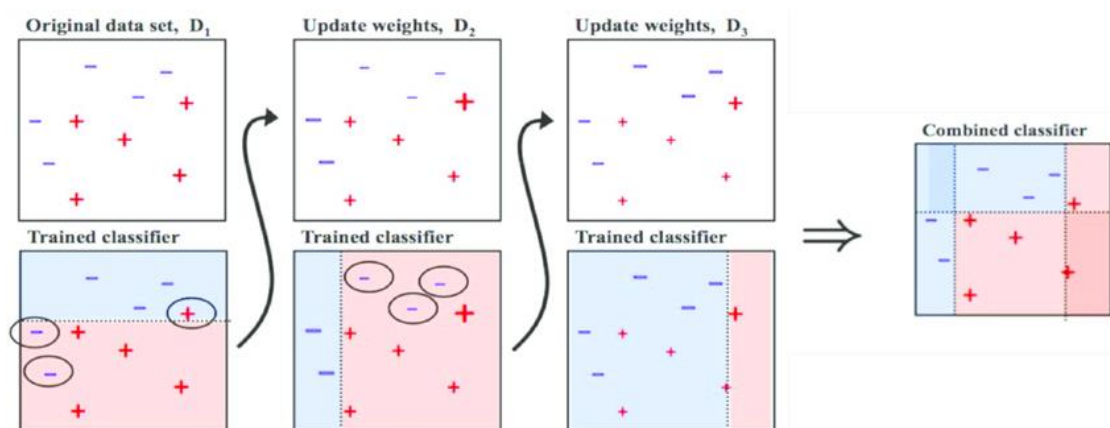 Original data set, D₁
Update weights, D₂
Update weights, D₃
Combined classifier
Trained classifier
Trained classifier
Trained classifier